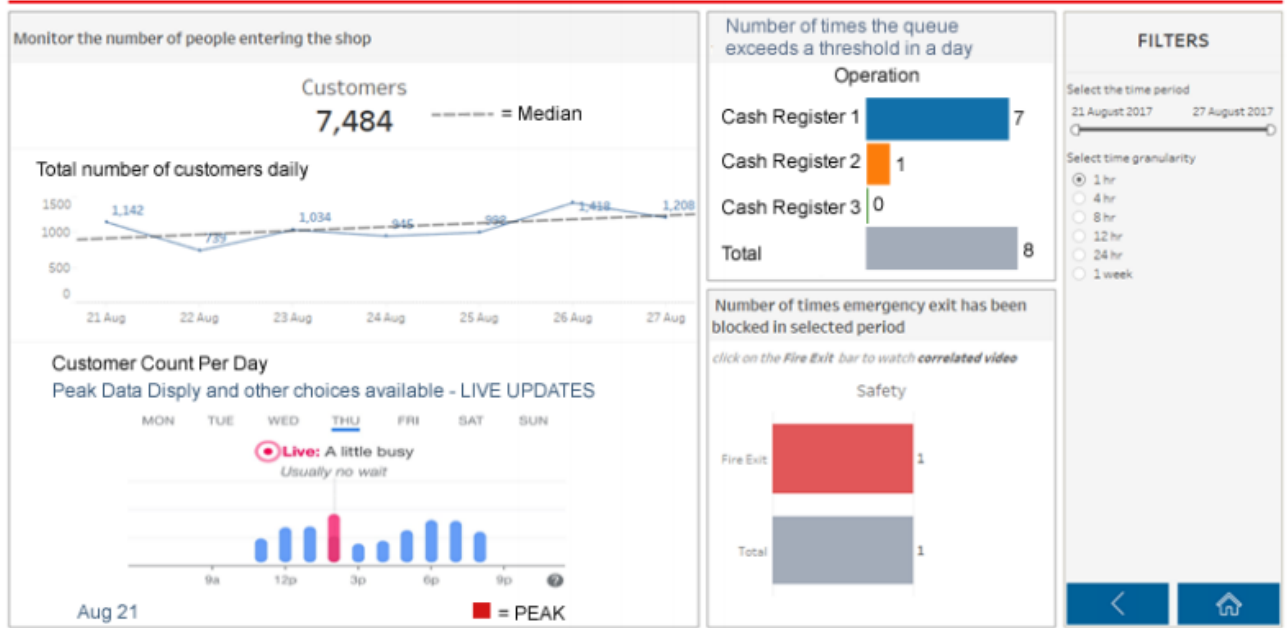 Monitor the number of people entering the shop
Customers
7,484
= Median
Total number of customers daily
1500
1000
500
0
1,142
739
1,034
945
998
1,418
1,208
21 Aug
22 Aug
23 Aug
24 Aug
25 Aug
26 Aug
27 Aug
Customer Count Per Day
Peak Data Disply and other choices available - LIVE UPDATES
MON TUE WED THU FRI SAT SUN
Live: A little busy
Usually no wait
9a 12p 3p 6p 9p ?
Aug 21
= PEAK
Number of times the queue
exceeds a threshold in a day
Operation
Cash Register 1 7
Cash Register 2 1
Cash Register 3 0
Total 8
Number of times emergency exit has been
blocked in selected period
click on the Fire Exit bar to watch correlated video
Safety
Fire Exit 1
Total 1
FILTERS
Select the time period
21 August 2017 27 August 2017
Select time granularity
1 hr
4 hr
8 hr
12 hr
24 hr
1 week